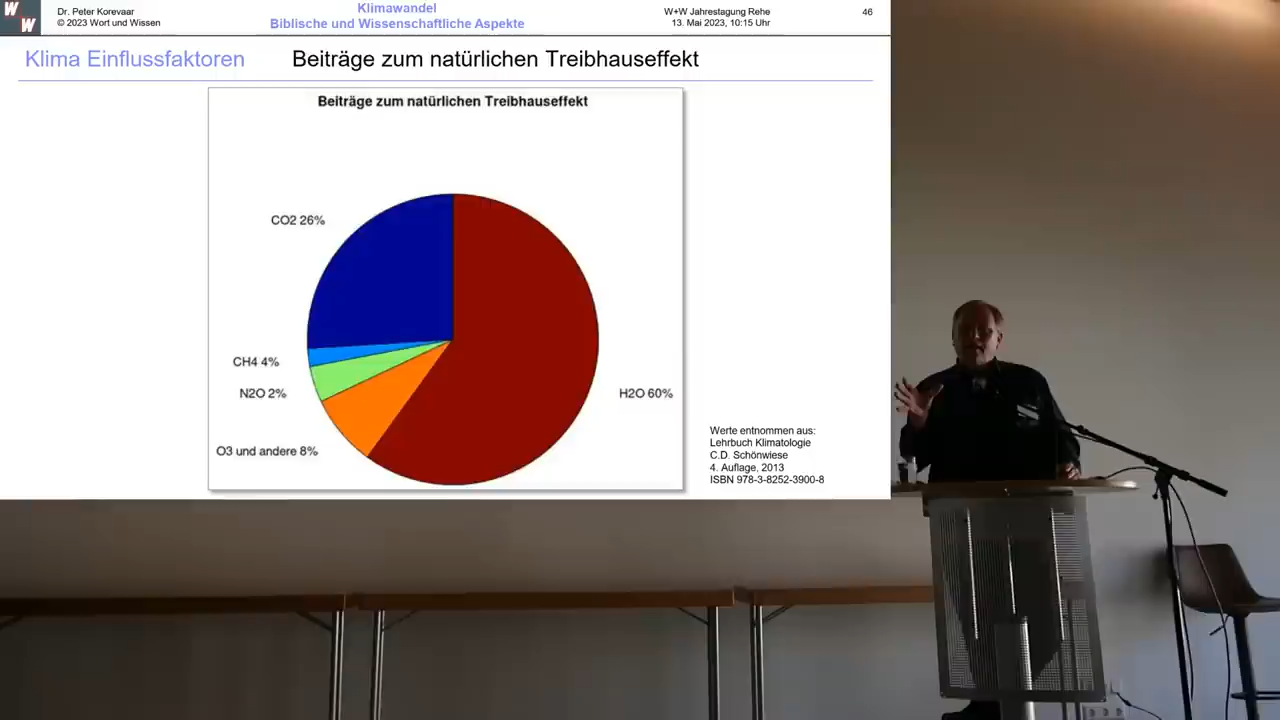 W
W
Dr. Peter Korevaar
© 2023 Wort und Wissen
Klimawandel
Biblische und Wissenschaftliche Aspekte
W+W Jahrestagung Rehe
13. Mai 2023, 10:15 Uhr
46
Klima Einflussfaktoren
Beiträge zum natürlichen Treibhauseffekt
Beiträge zum natürlichen Treibhauseffekt
CO2 26%
CH4 4%
N2O 2%
O3 und andere 8%
H2O 60%
Werte entnommen aus:
Lehrbuch Klimatologie
C.D. Schönwiese
4. Auflage, 2013
ISBN 978-3-8252-3900-8